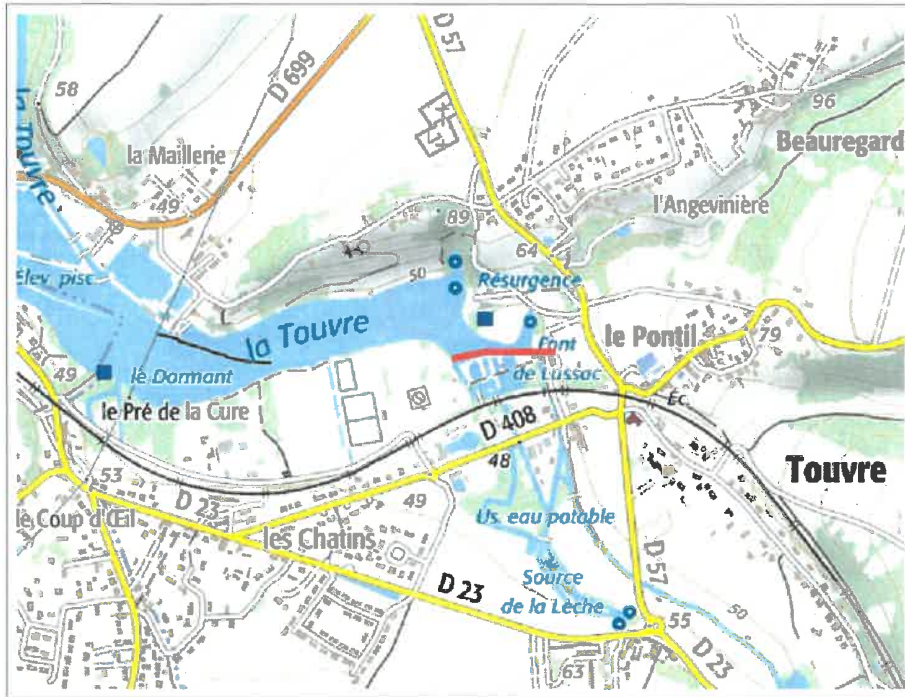 D 57
D 699
58
la Touvre
la Maillerie
49
96
Beauregard
l'Angevinière
89
64
50
Résurgence
Élev. pisc.
la Touvre
le Pontil
79
Font
de Lussac
le Dormant
49
le Pré de la Cure
Éc.
D 408
48
Touvre
53
D 23
49
le Coup d'Œil
les Chatins
Us. eau potable
D 57
D 23
Source
de la Lèche
50
55
63
D 23